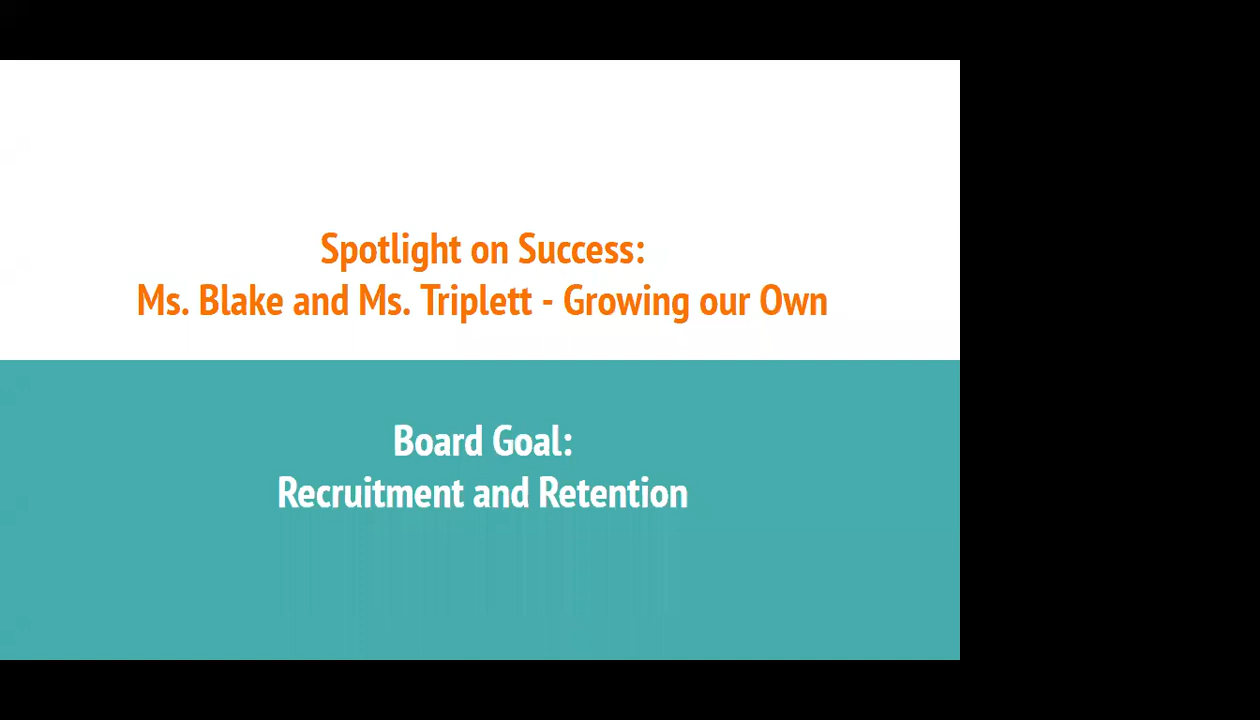 Spotlight on Success:
Ms. Blake and Ms. Triplett - Growing our Own
Board Goal:
Recruitment and Retention